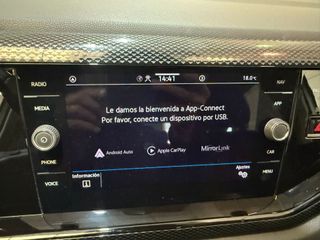 RADIO
14:41
18.0°C
NAV
MEDIA
APP
Le damos la bienvenida a App-Connect
Por favor, conecte un dispositivo por USB.
PHONE
Android Auto
Apple CarPlay
MirrorLink
CAR
VOICE
Información
Ajustes
MENU